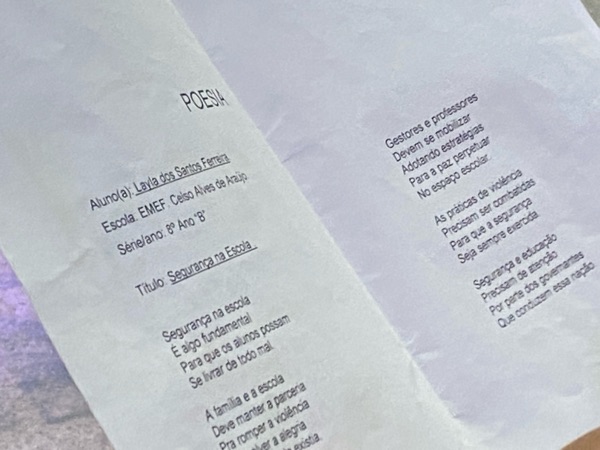 POESIA
Aluno(a): Layla dos Santos Ferreira
Escola: EMEF. Celso Alves de Araújo.
Série/ano: 8º Ano "B"
Título: Segurança na Escola
Segurança na escola
É algo fundamental
Para que os alunos possam
Se livrar de todo mal.
A família e a escola
Deve manter a parceria
Pra romper a violência
a alegria
existia.
Gestores e professores
Devem se mobilizar
Adotando estratégias
Para a paz perpetuar
No espaço escolar.
As práticas de violência
Precisam ser combatidas
Para que a segurança
Seja sempre exercida.
Segurança e educação
Precisam de atenção
Por parte dos governantes
Que conduzem essa nação